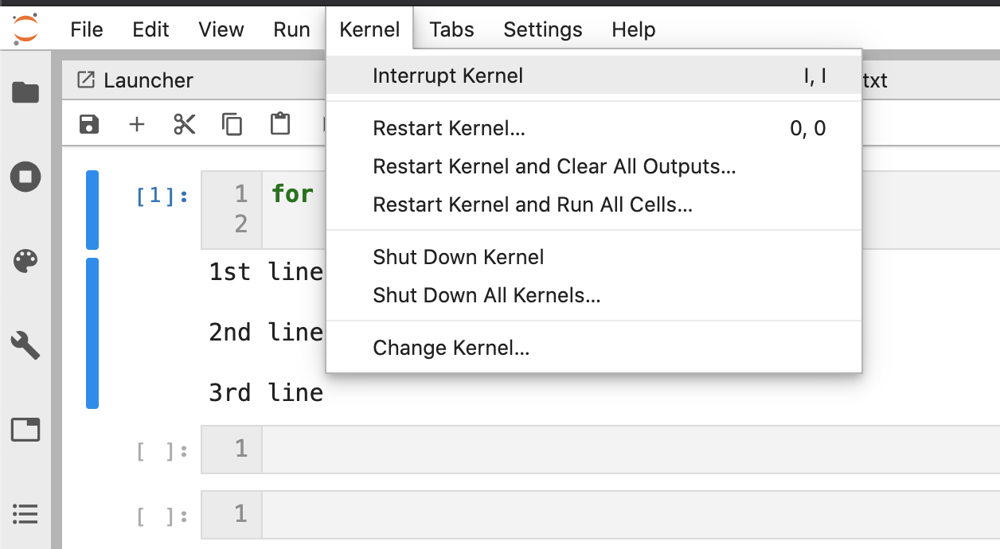 File Edit View Run Kernel Tabs Settings Help
Launcher
txt
Interrupt Kernel I, I
Restart Kernel... 0, 0
Restart Kernel and Clear All Outputs...
Restart Kernel and Run All Cells...
Shut Down Kernel
Shut Down All Kernels...
Change Kernel...
[1]: 1 for
2
1st line
2nd line
3rd line
[ ]: 1
[ ]: 1